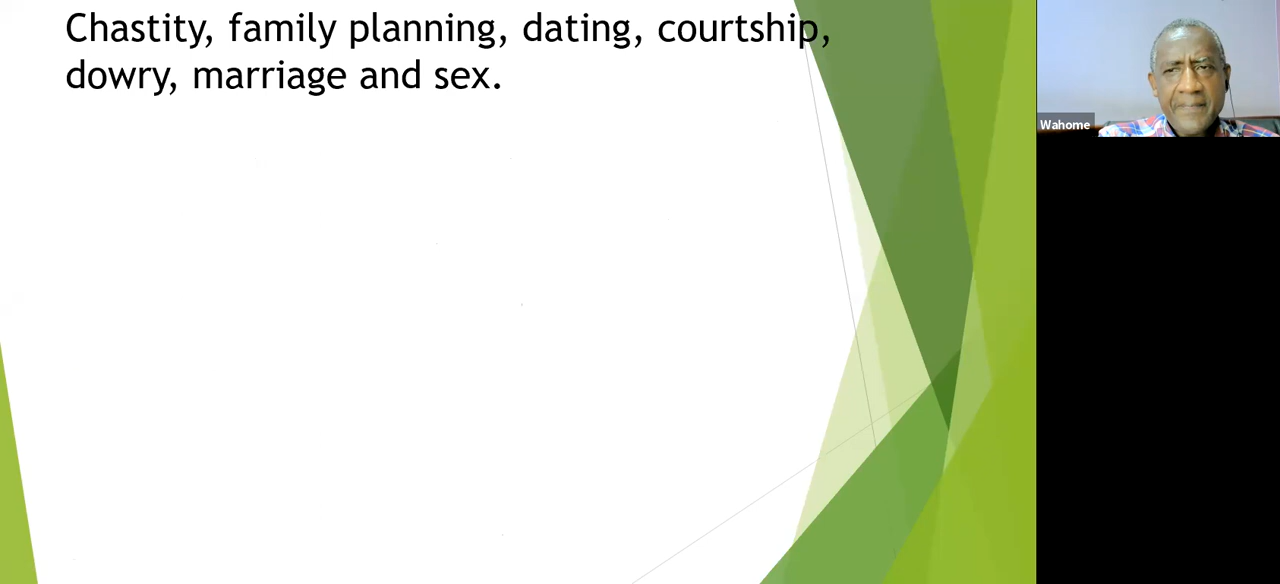 Chastity, family planning, dating, courtship,
dowry, marriage and sex.
Wahome